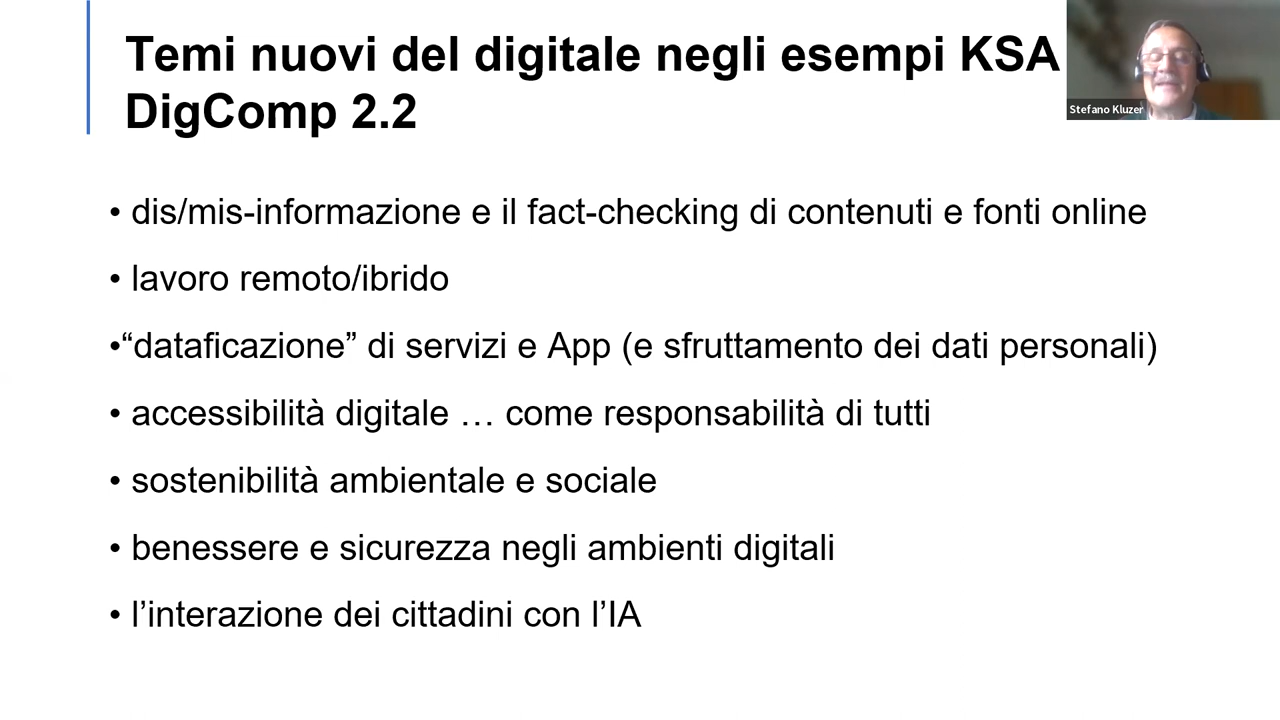 Temi nuovi del digitale negli esempi KSA
DigComp 2.2
Stefano Kluzer
• dis/mis-informazione e il fact-checking di contenuti e fonti online
• lavoro remoto/ibrido
•“dataficazione” di servizi e App (e sfruttamento dei dati personali)
• accessibilità digitale … come responsabilità di tutti
• sostenibilità ambientale e sociale
• benessere e sicurezza negli ambienti digitali
• l’interazione dei cittadini con l’IA